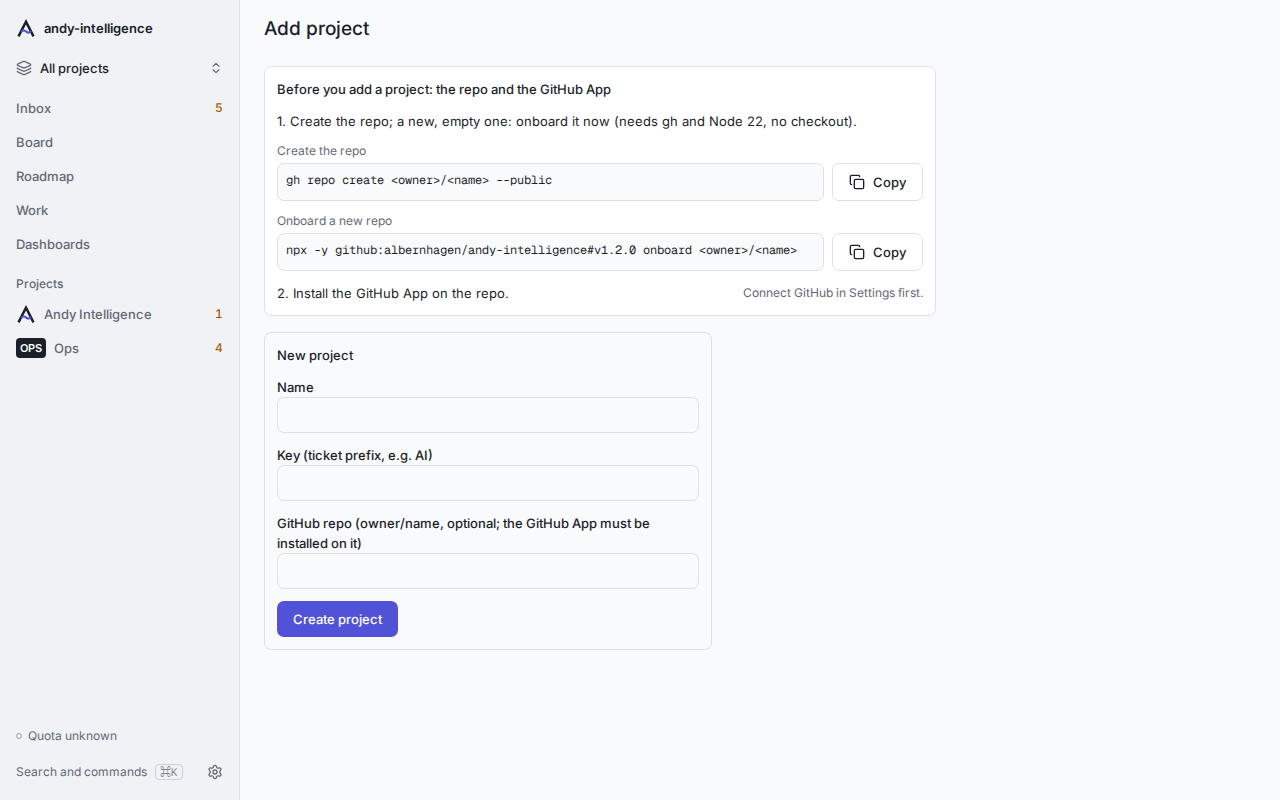 andy-intelligence
All projects
Inbox 5
Board
Roadmap
Work
Dashboards
Projects
Andy Intelligence 1
OPS Ops 4
Quota unknown
Search and commands ⌘K
Add project
Before you add a project: the repo and the GitHub App
1. Create the repo; a new, empty one: onboard it now (needs gh and Node 22, no checkout).
Create the repo
gh repo create <owner>/<name> --public
Copy
Onboard a new repo
npx -y github:albernhagen/andy-intelligence#v1.2.0 onboard <owner>/<name>
Copy
2. Install the GitHub App on the repo.
Connect GitHub in Settings first.
New project
Name
Key (ticket prefix, e.g. AI)
GitHub repo (owner/name, optional; the GitHub App must be
installed on it)
Create project